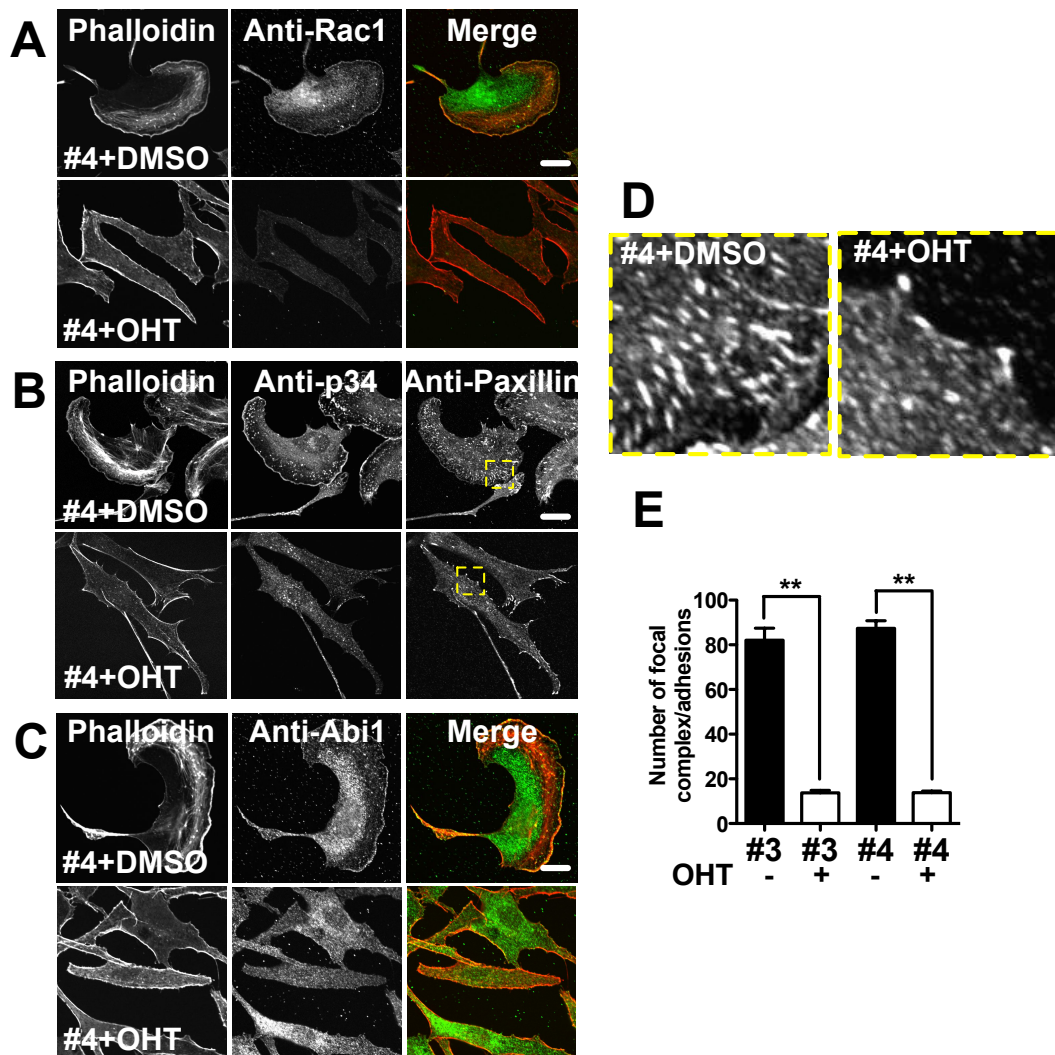 A
Phalloidin Anti-Rac1 Merge
#4+DMSO
#4+OHT
B
Phalloidin Anti-p34 Anti-Paxillin
#4+DMSO
#4+OHT
C
Phalloidin Anti-Abi1 Merge
#4+DMSO
#4+OHT
D
#4+DMSO #4+OHT
E
Number of focal
complex/adhesions
100
80
60
40
20
0
** **
#3 #3 #4 #4
OHT - + - +